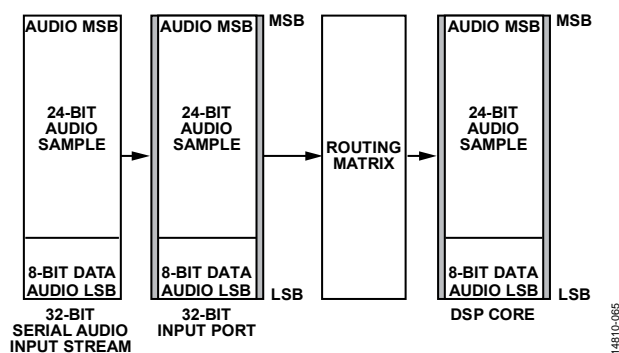 AUDIO MSB
24-BIT
AUDIO
SAMPLE
8-BIT DATA
AUDIO LSB
32-BIT
SERIAL AUDIO
INPUT STREAM
AUDIO MSB
MSB
24-BIT
AUDIO
SAMPLE
8-BIT DATA
AUDIO LSB
LSB
32-BIT
INPUT PORT
ROUTING
MATRIX
AUDIO MSB
MSB
24-BIT
AUDIO
SAMPLE
8-BIT DATA
AUDIO LSB
LSB
DSP CORE
14810-065